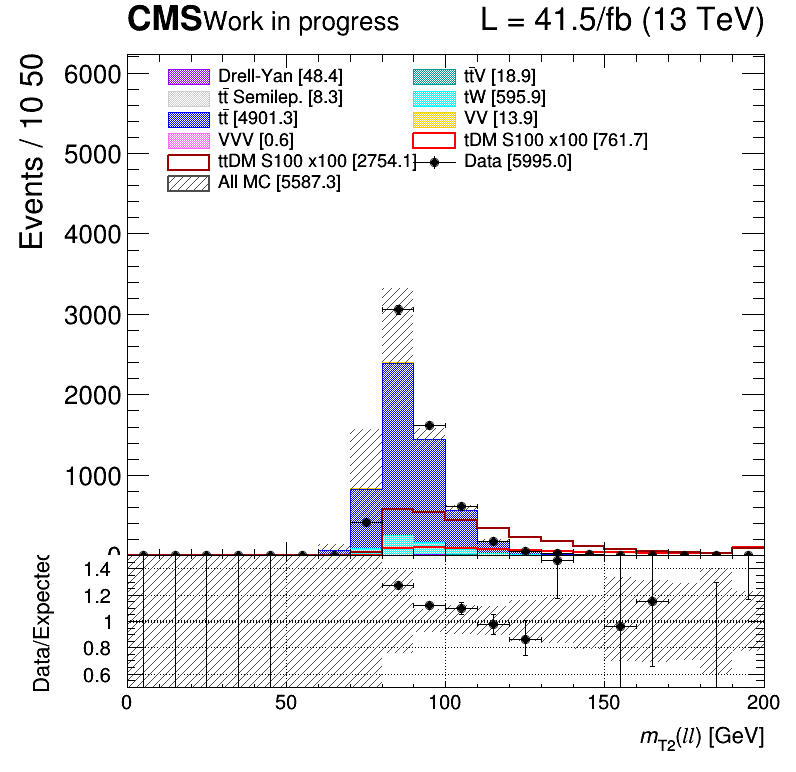 CMS Work in progress L = 41.5/fb (13 TeV)
Events / 10 50
6000
5000
4000
3000
2000
1000
0
Drell-Yan [48.4]
tt̄V [18.9]
tt̄ Semilep. [8.3]
tW [595.9]
tt̄ [4901.3]
VV [13.9]
VVV [0.6]
tDM S100 x100 [761.7]
ttDM S100 x100 [2754.1]
Data [5995.0]
All MC [5587.3]
Data/Expected
1.4
1.2
1
0.8
0.6
0 50 100 150 200
mT2(ll) [GeV]